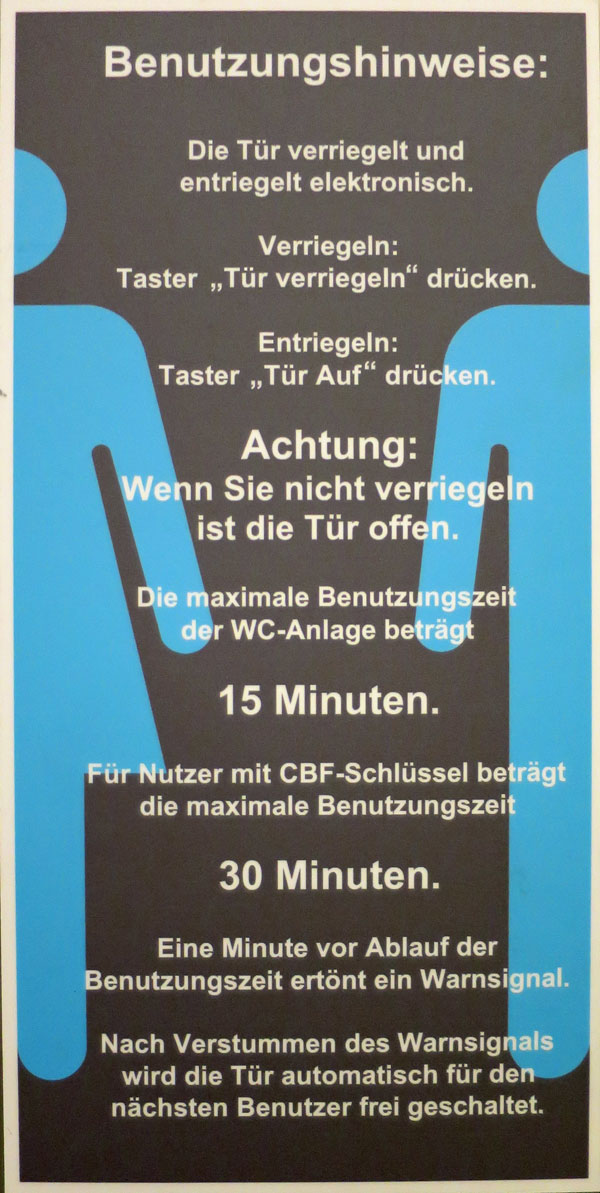 Benutzungshinweise:
Die Tür verriegelt und
entriegelt elektronisch.
Verriegeln:
Taster „Tür verriegeln“ drücken.
Entriegeln:
Taster „Tür Auf“ drücken.
Achtung:
Wenn Sie nicht verriegeln
ist die Tür offen.
Die maximale Benutzungszeit
der WC-Anlage beträgt
15 Minuten.
Für Nutzer mit CBF-Schlüssel beträgt
die maximale Benutzungszeit
30 Minuten.
Eine Minute vor Ablauf der
Benutzungszeit ertönt ein Warnsignal.
Nach Verstummen des Warnsignals
wird die Tür automatisch für den
nächsten Benutzer frei geschaltet.